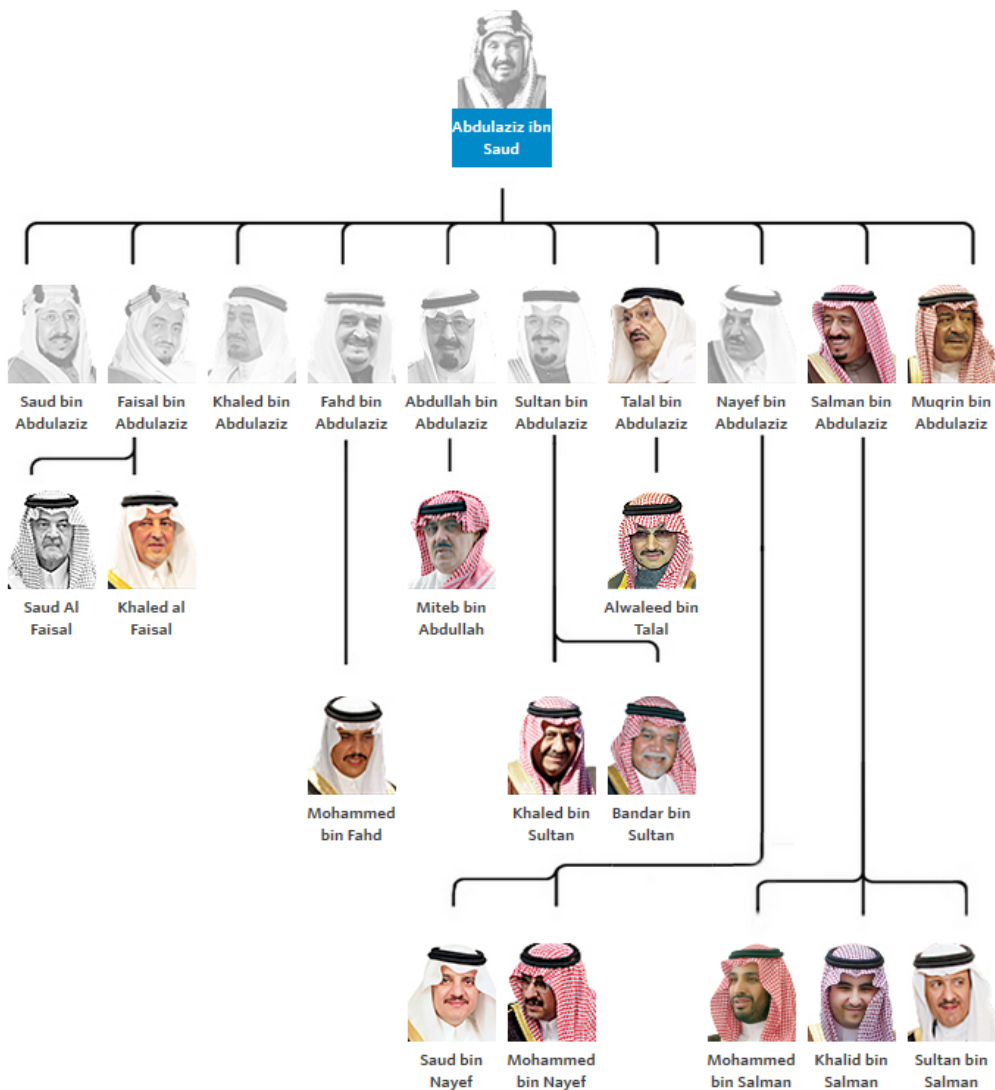 Abdulaziz ibn
Saud
Saud bin
Abdulaziz
Faisal bin
Abdulaziz
Khaled bin
Abdulaziz
Fahd bin
Abdulaziz
Abdullah bin
Abdulaziz
Sultan bin
Abdulaziz
Talal bin
Abdulaziz
Nayef bin
Abdulaziz
Salman bin
Abdulaziz
Muqrin bin
Abdulaziz
Saud Al
Faisal
Khaled al
Faisal
Miteb bin
Abdullah
Alwaleed bin
Talal
Mohammed
bin Fahd
Khaled bin
Sultan
Bandar bin
Sultan
Saud bin
Nayef
Mohammed
bin Nayef
Mohammed
bin Salman
Khalid bin
Salman
Sultan bin
Salman